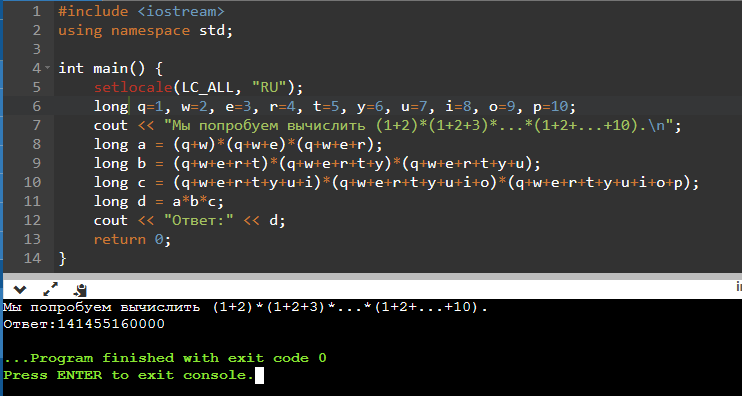 1 #include <iostream>
2 using namespace std;
3
4 int main() {
5 setlocale(LC_ALL, "RU");
6 long q=1, w=2, e=3, r=4, t=5, y=6, u=7, i=8, o=9, p=10;
7 cout << "Мы попробуем вычислить (1+2)*(1+2+3)*...*(1+2+...+10).\n";
8 long a = (q+w)*(q+w+e)*(q+w+e+r);
9 long b = (q+w+e+r+t)*(q+w+e+r+t+y)*(q+w+e+r+t+y+u);
10 long c = (q+w+e+r+t+y+u+i)*(q+w+e+r+t+y+u+i+o)*(q+w+e+r+t+y+u+i+o+p);
11 long d = a*b*c;
12 cout << "Ответ:" << d;
13 return 0;
14 }
Мы попробуем вычислить (1+2)*(1+2+3)*...*(1+2+...+10).
Ответ:141455160000
...Program finished with exit code 0
Press ENTER to exit console.